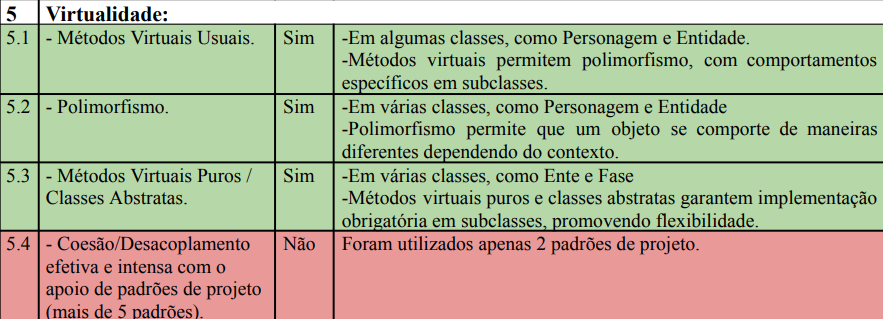 5 Virtualidade:
5.1 - Métodos Virtuais Usuais. Sim -Em algumas classes, como Personagem e Entidade.
-Métodos virtuais permitem polimorfismo, com comportamentos
específicos em subclasses.
5.2 - Polimorfismo. Sim -Em várias classes, como Personagem e Entidade
-Polimorfismo permite que um objeto se comporte de maneiras
diferentes dependendo do contexto.
5.3 - Métodos Virtuais Puros / Sim -Em várias classes, como Ente e Fase
Classes Abstratas. -Métodos virtuais puros e classes abstratas garantem implementação
obrigatória em subclasses, promovendo flexibilidade.
5.4 - Coesão/Desacoplamento Não Foram utilizados apenas 2 padrões de projeto.
efetiva e intensa com o
apoio de padrões de projeto
(mais de 5 padrões).